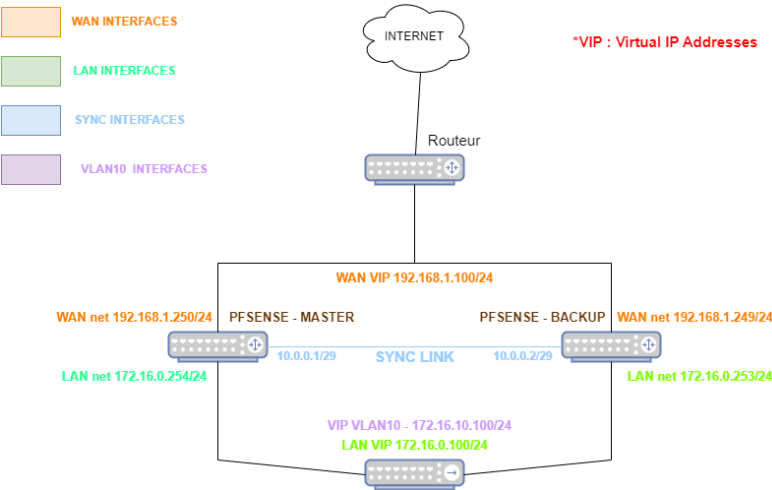 WAN INTERFACES
INTERNET
*VIP : Virtual IP Addresses
LAN INTERFACES
SYNC INTERFACES
Routeur
VLAN10 INTERFACES
WAN VIP 192.168.1.100/24
WAN net 192.168.1.250/24
PFSENSE - MASTER
PFSENSE - BACKUP
WAN net 192.168.1.249/24
10.0.0.1/29
SYNC LINK
10.0.0.2/29
LAN net 172.16.0.254/24
LAN net 172.16.0.253/24
VIP VLAN10 - 172.16.10.100/24
LAN VIP 172.16.0.100/24